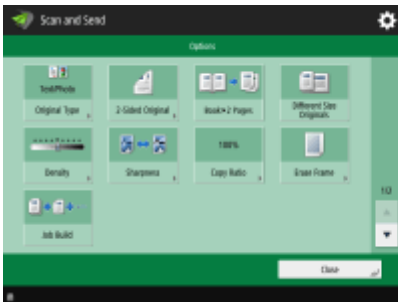 Scan and Send
Options
Text/Photo
Original Type
2-Sided Original
Book►2 Pages
Different Size
Originals
Density
Sharpness
100%
Copy Ratio
Erase Frame
Job Build
1/2
Close